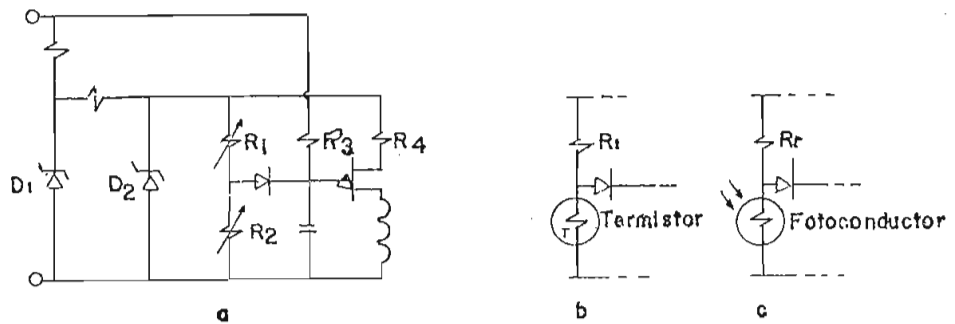 R1
R3
R4
D1
D2
R2
a
R1
T
Termistor
b
Rr
Fotoconductor
c